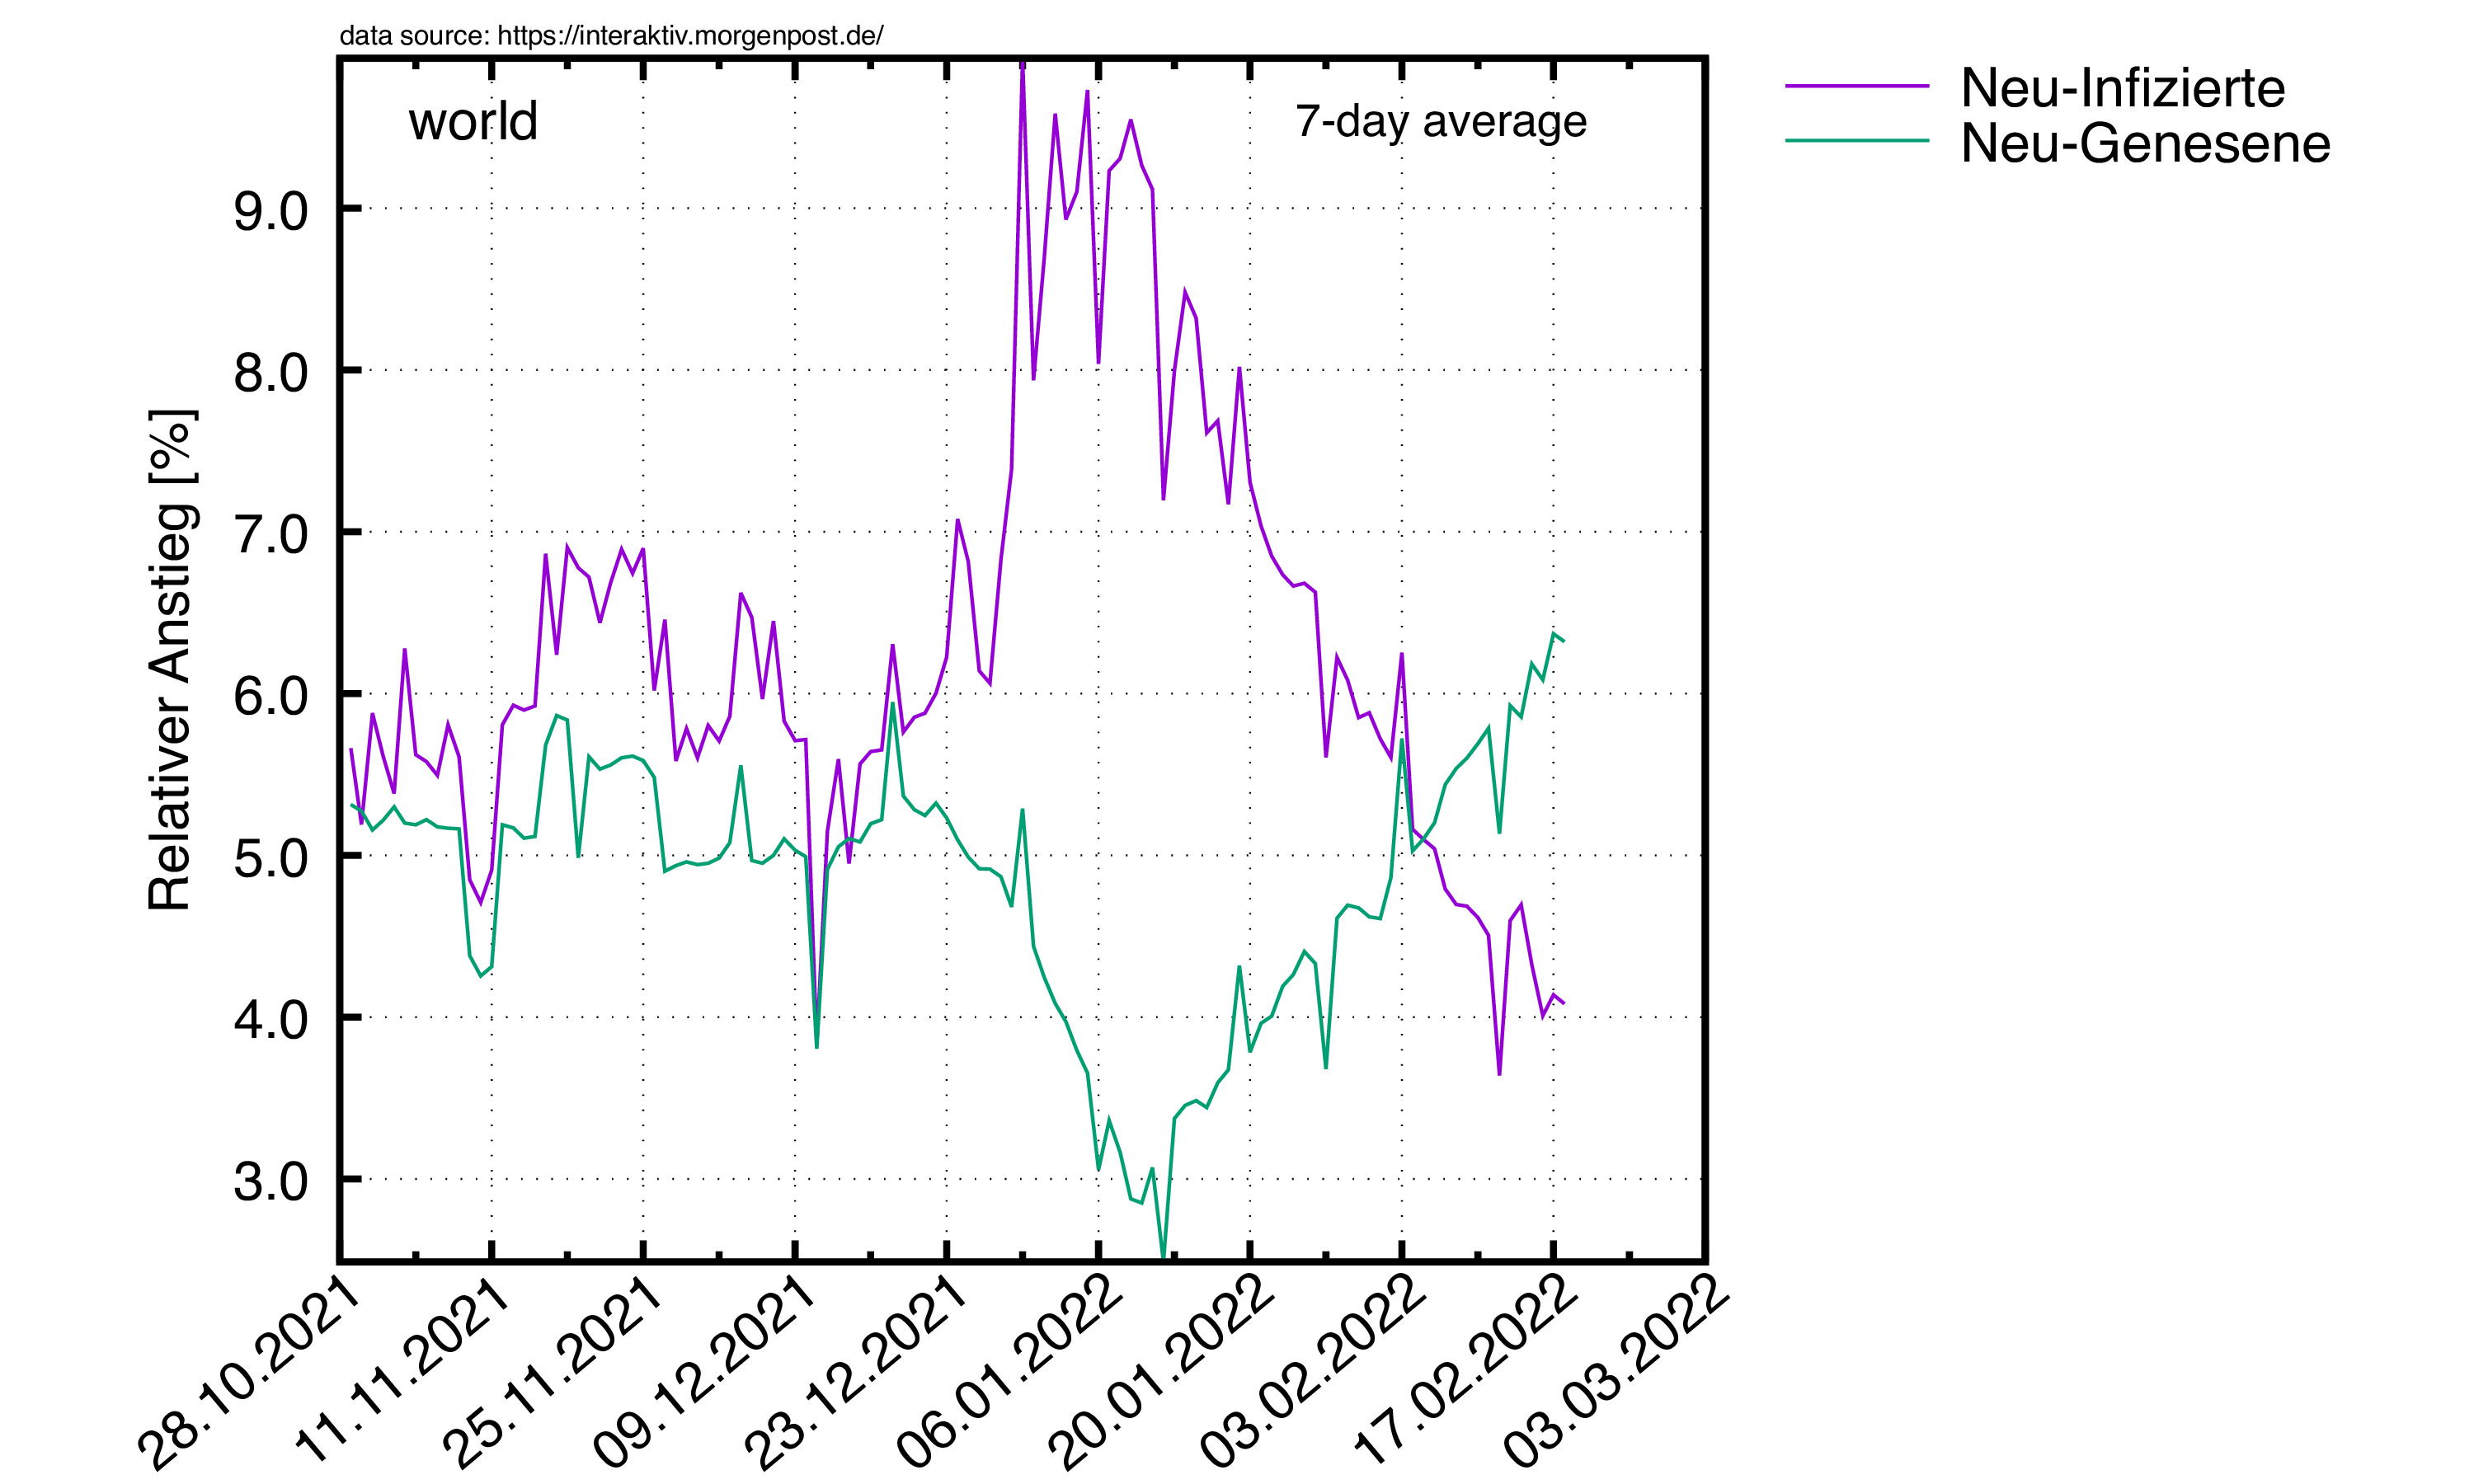 data source: https://interaktiv.morgenpost.de/
world
7-day average
Neu-Infizierte
Neu-Genesene
Relativer Anstieg [%]
9.0
8.0
7.0
6.0
5.0
4.0
3.0
28.10.2021
11.11.2021
25.11.2021
09.12.2021
23.12.2021
06.01.2022
20.01.2022
03.02.2022
17.02.2022
03.03.2022